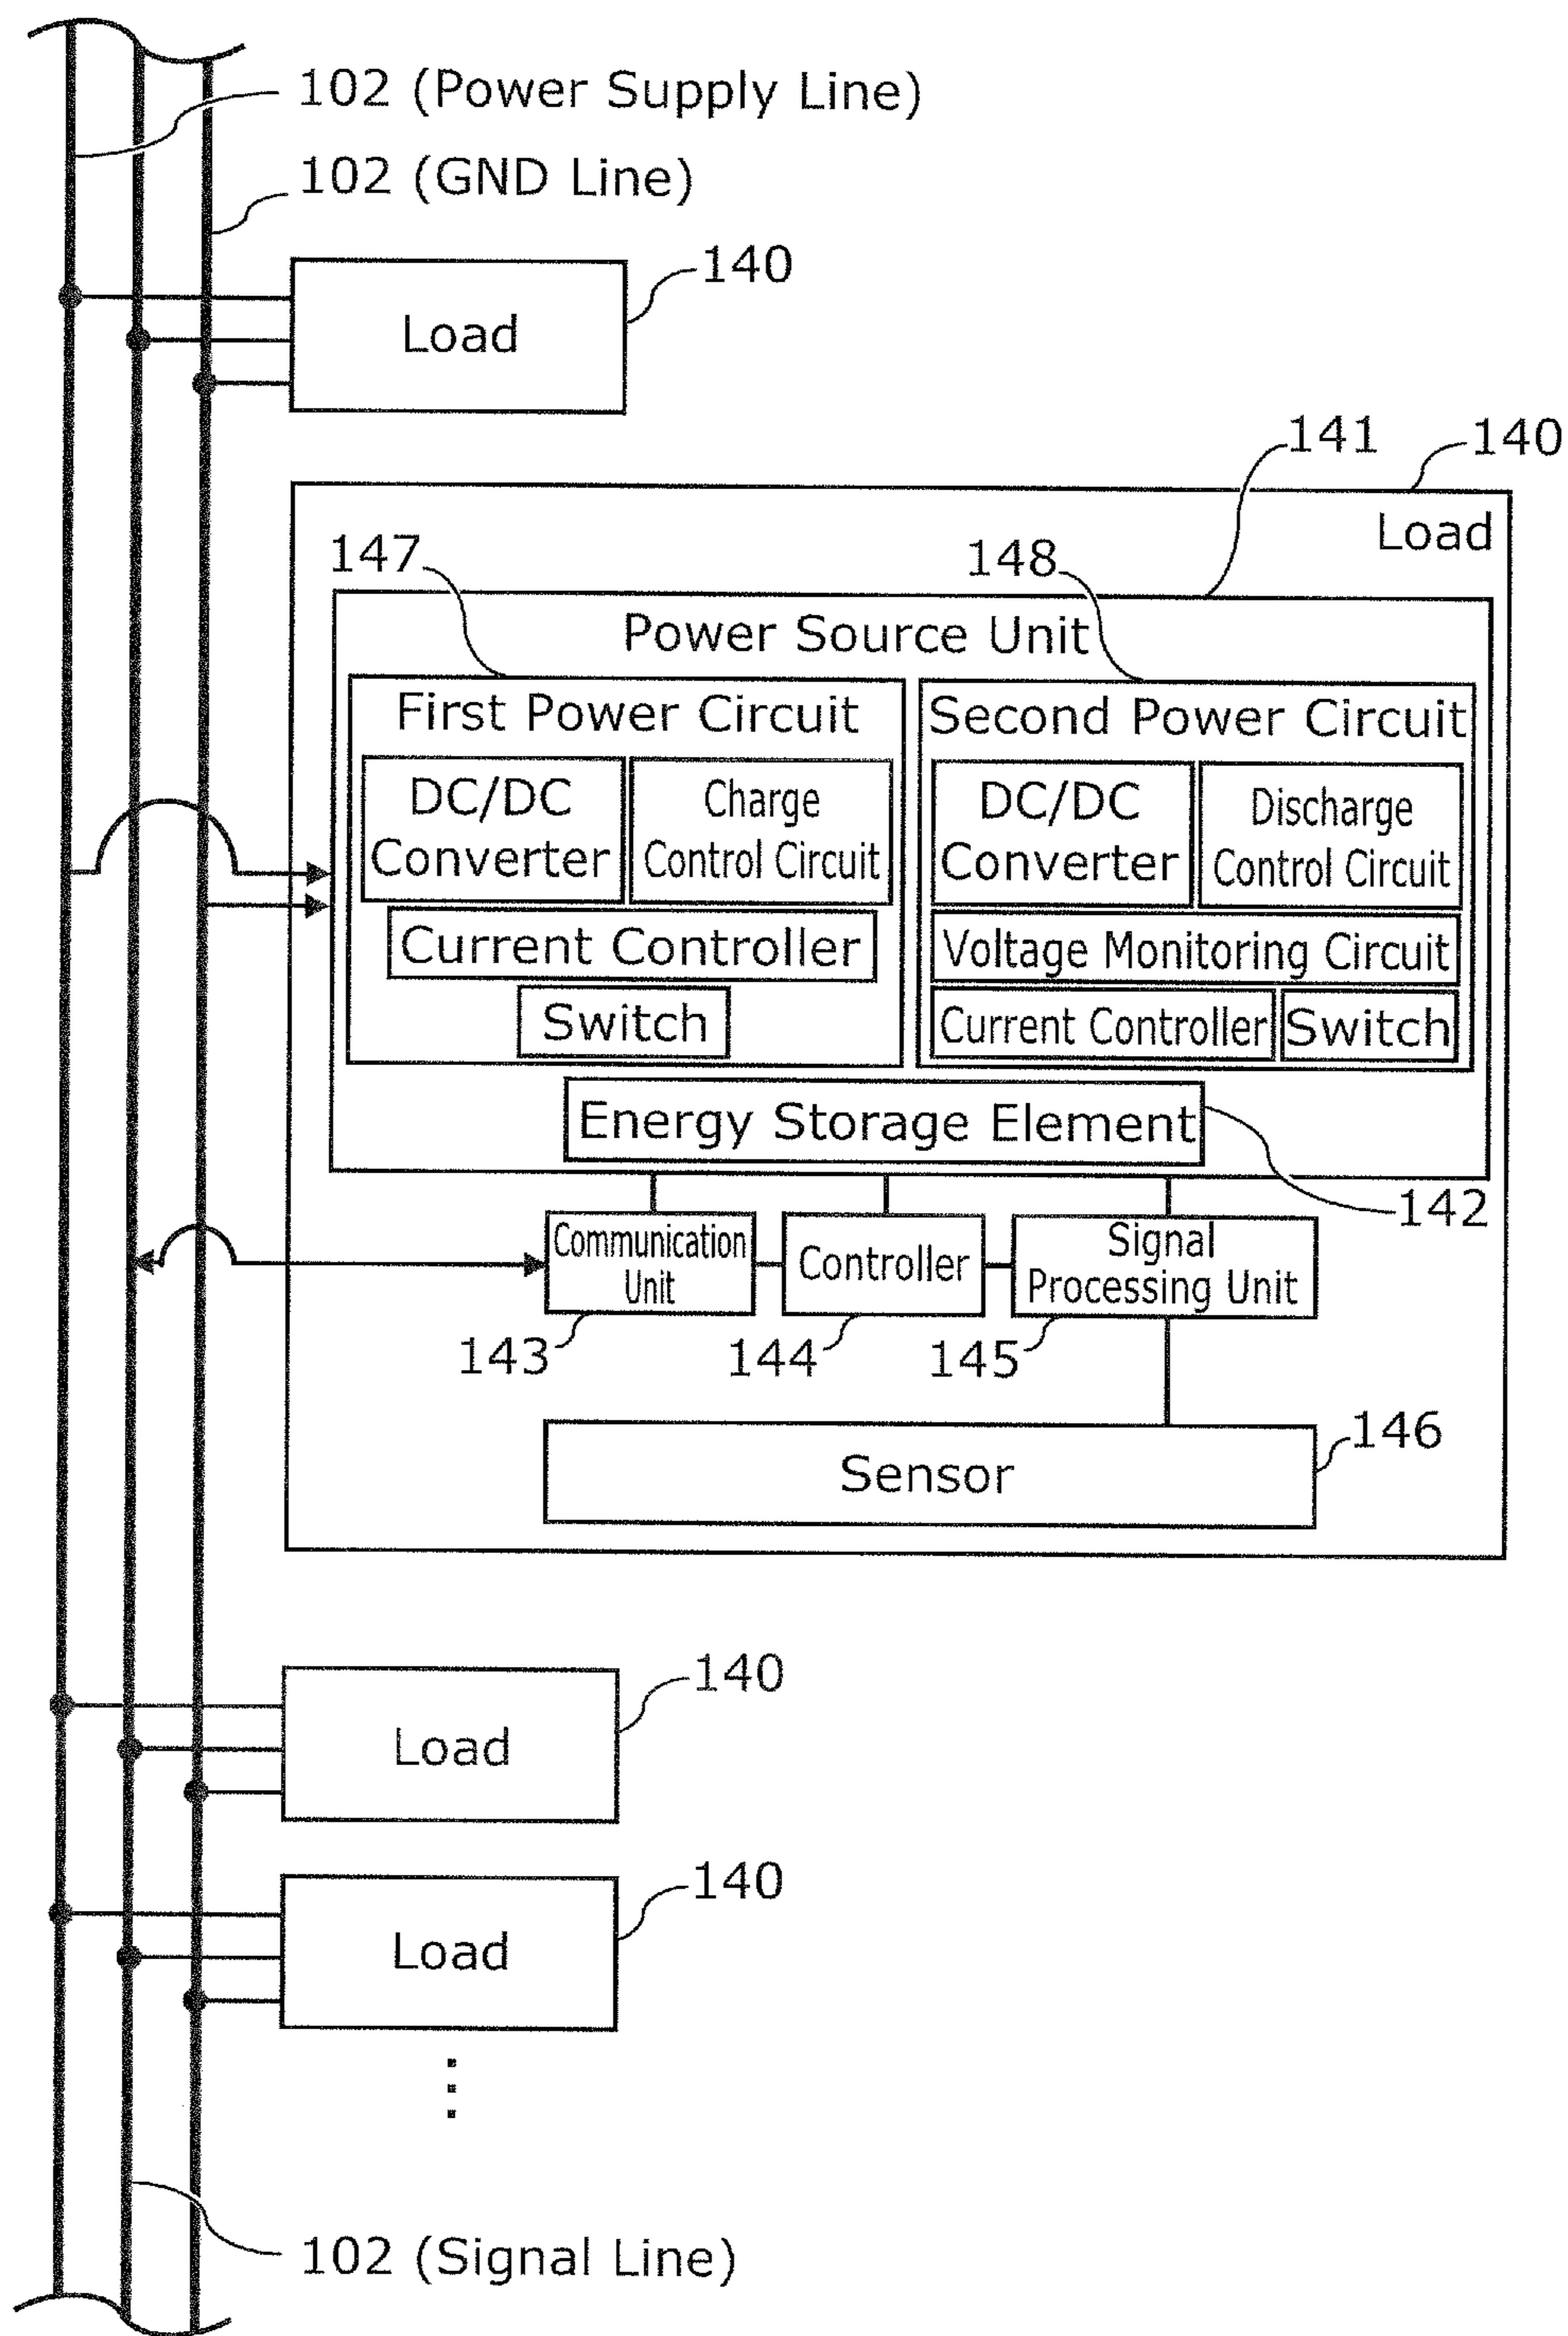 102 (Power Supply Line)
102 (GND Line)
140
Load
141
140
Load
147
148
Power Source Unit
First Power Circuit
DC/DC
Converter
Charge
Control Circuit
Current Controller
Switch
Second Power Circuit
DC/DC
Converter
Discharge
Control Circuit
Voltage Monitoring Circuit
Current Controller
Switch
Energy Storage Element
142
Communication
Unit
Controller
Signal
Processing Unit
143
144
145
146
Sensor
140
Load
140
Load
102 (Signal Line)